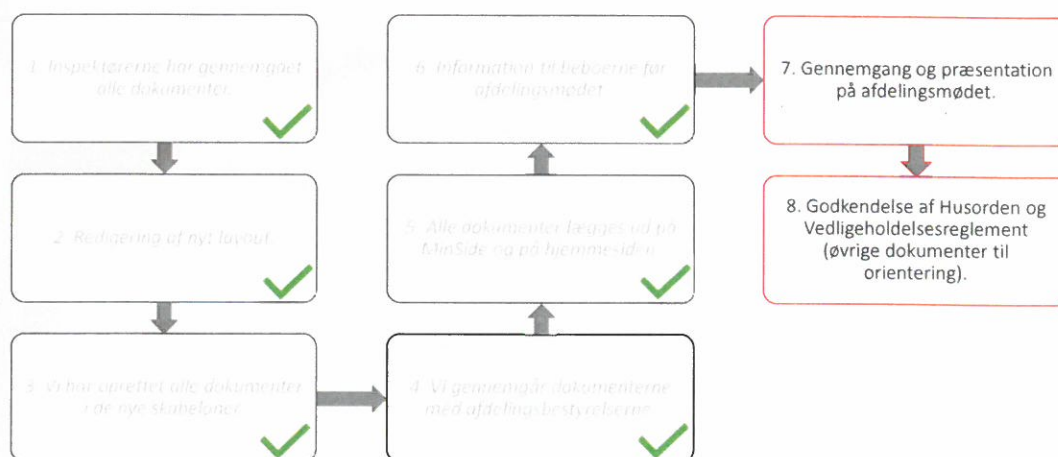 1. Inspektørerne har gennemgået
alle dokumenter.
2. Redigering af nyt layout.
3. Vi har oprettet alle dokumenter
i de nye skabeloner.
4. Vi gennemgår dokumenterne
med afdelingsbestyrelserne.
5. Alle dokumenter lægges ud på
MinSide og på hjemmesiden.
6. Information til beboerne før
afdelingsmødet
7. Gennemgang og præsentation
på afdelingsmødet.
8. Godkendelse af Husorden og
Vedligeholdelsesreglement
(øvrige dokumenter til
orientering).